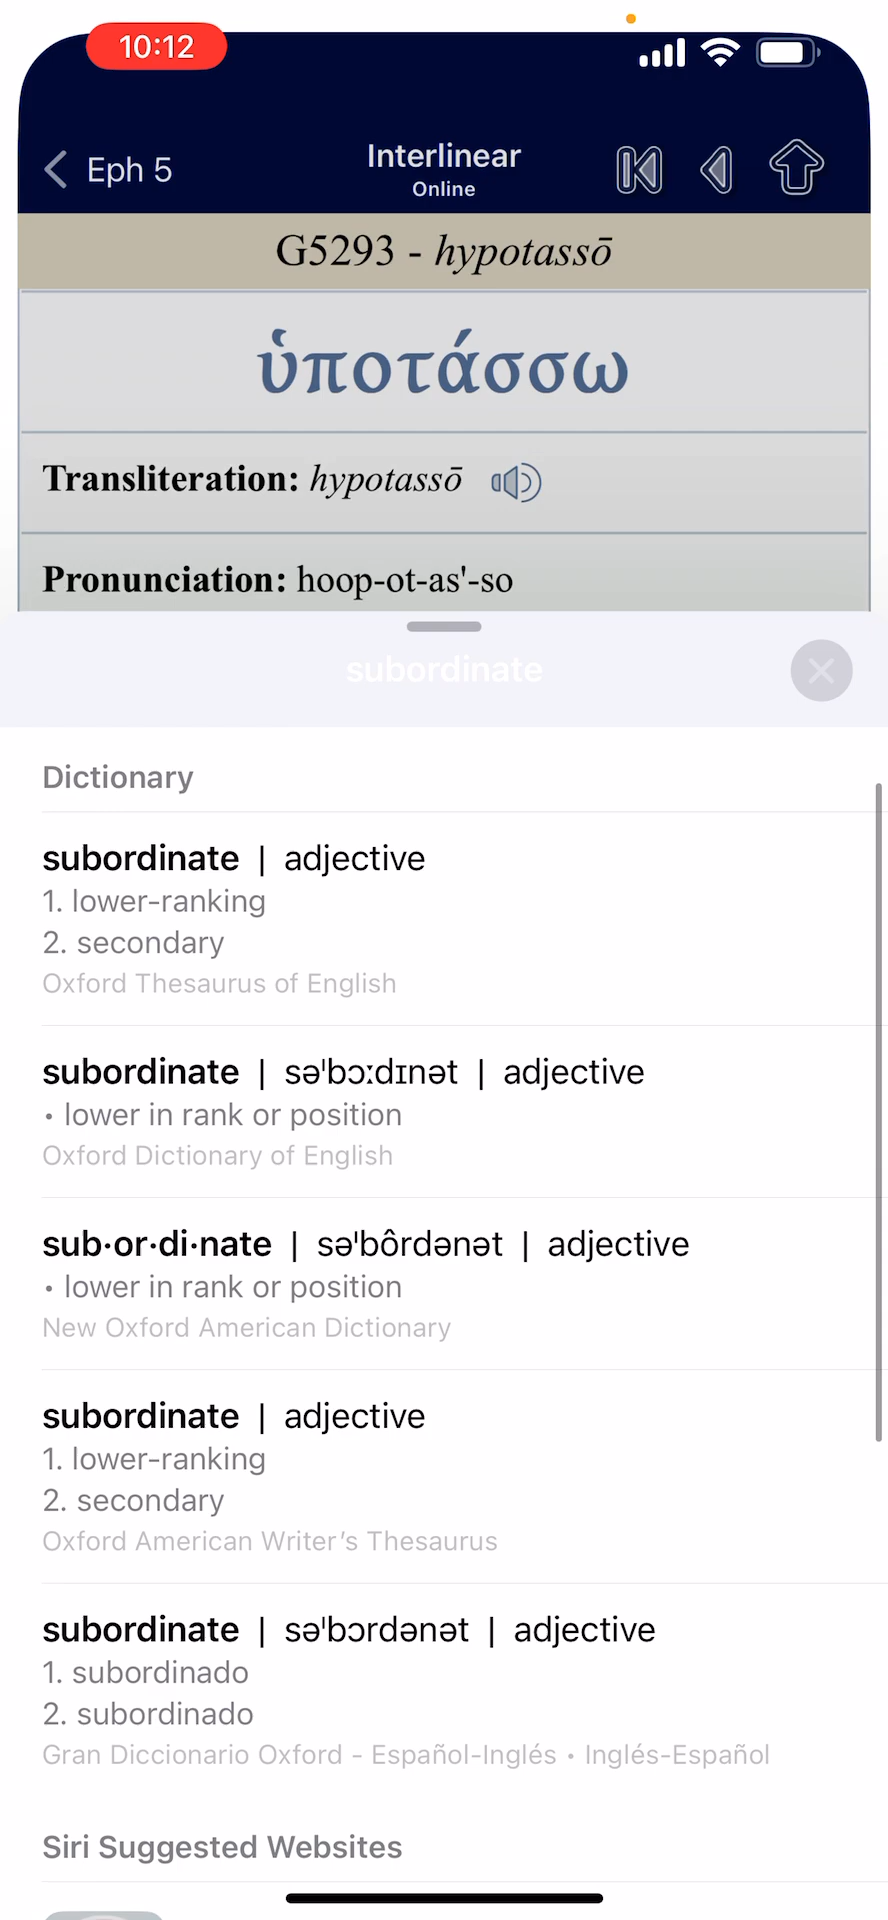 10:12
Eph 5
Interlinear
Online
G5293 - hypotassō
ὑποτάσσω
Transliteration: hypotassō
Pronunciation: hoop-ot-as'-so
subordinate
Dictionary
subordinate | adjective
1. lower-ranking
2. secondary
Oxford Thesaurus of English
subordinate | səˈbɔːdɪnət | adjective
• lower in rank or position
Oxford Dictionary of English
sub·or·di·nate | səˈbôrdənət | adjective
• lower in rank or position
New Oxford American Dictionary
subordinate | adjective
1. lower-ranking
2. secondary
Oxford American Writer’s Thesaurus
subordinate | səˈbɔrdənət | adjective
1. subordinado
2. subordinado
Gran Diccionario Oxford - Español-Inglés • Inglés-Español
Siri Suggested Websites